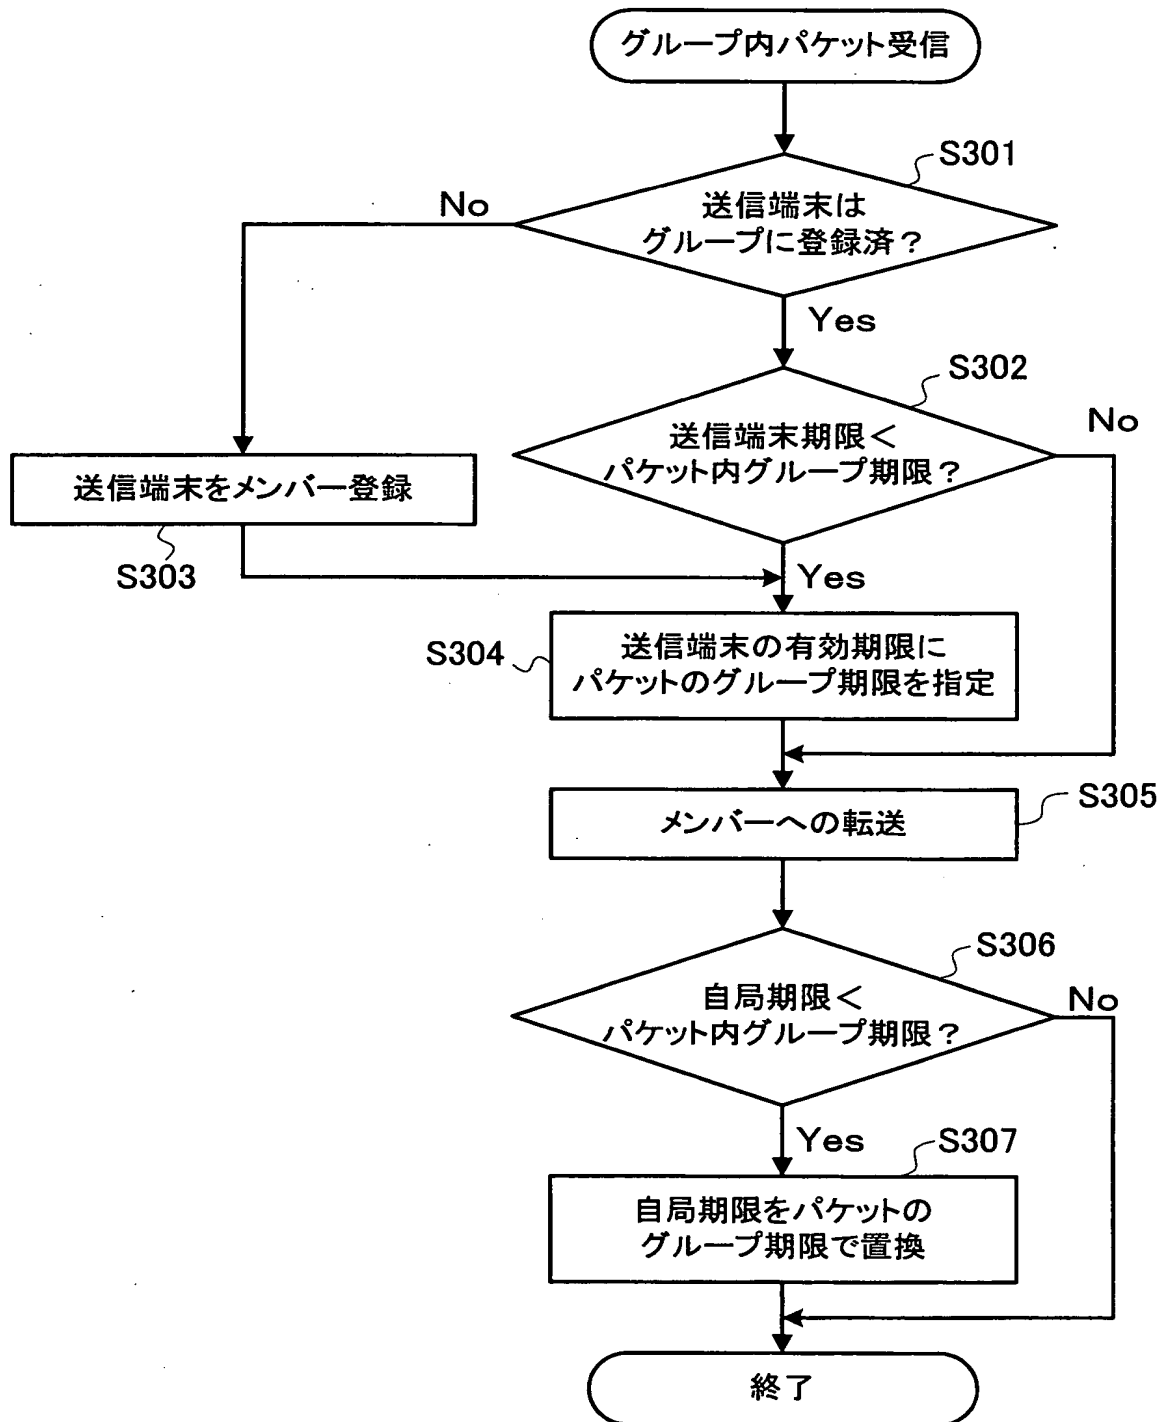 グループ内パケット受信
S301
送信端末は
グループに登録済？
No
Yes
S302
送信端末期限＜
パケット内グループ期限？
No
送信端末をメンバー登録
S303
Yes
S304
送信端末の有効期限に
パケットのグループ期限を指定
S305
メンバーへの転送
S306
自局期限＜
パケット内グループ期限？
No
Yes
S307
自局期限をパケットの
グループ期限で置換
終了